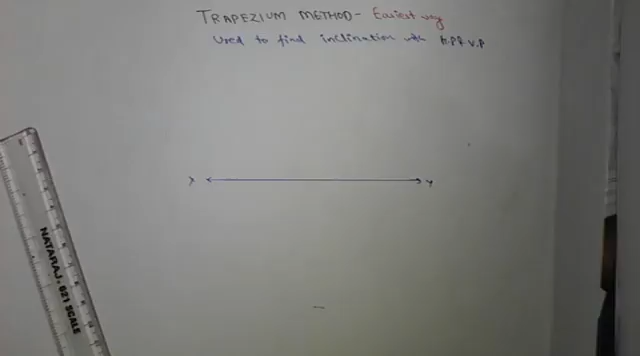 TRAPEZIUM METHOD- Easiest way
Used to find inclination with H.P & V.P
X Y
NATARAJ. 621 SCALE